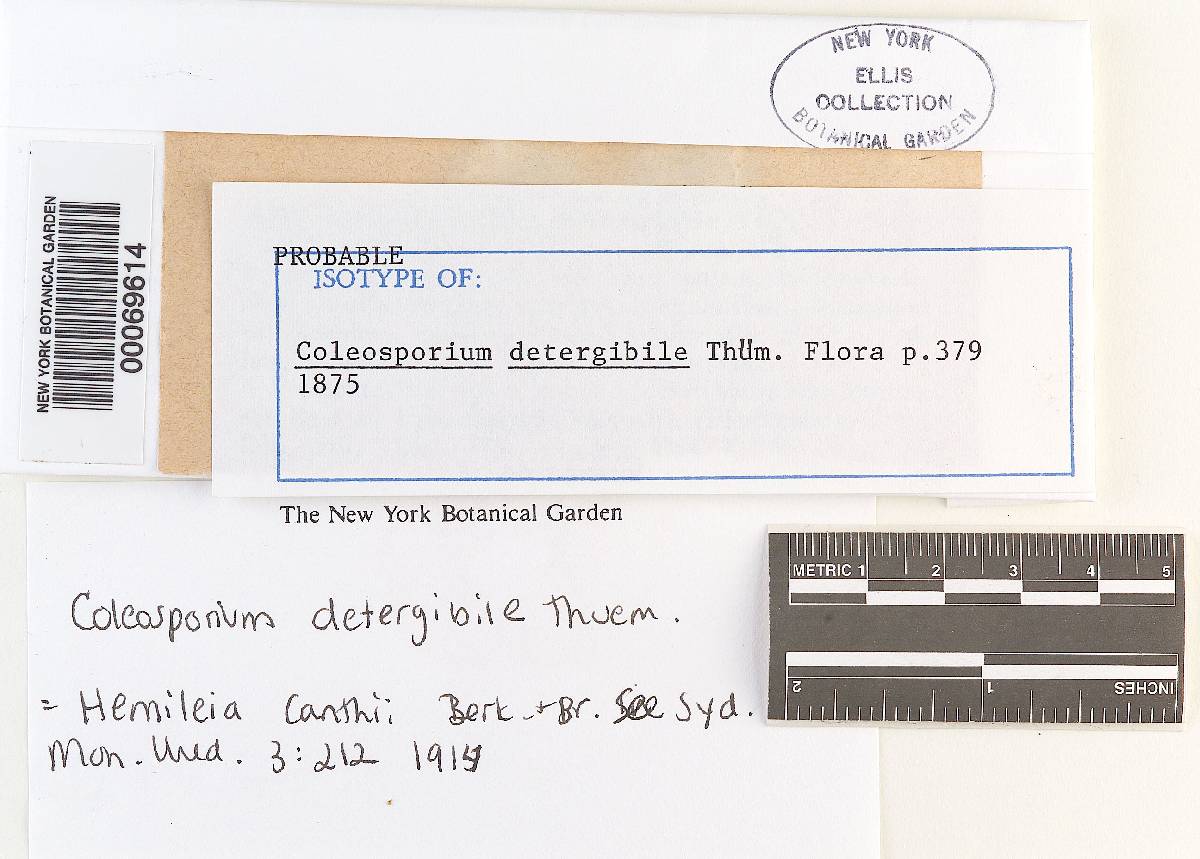 NEW YORK
ELLIS
COLLECTION
BOTANICAL GARDEN
NEW YORK BOTANICAL GARDEN
00069614
PROBABLE
ISOTYPE OF:
Coleosporium detergibile Thüm. Flora p.379
1875
The New York Botanical Garden
Coleosporium detergibile Thuem.
= Hemileia Canthii Berk. + Br. See Syd.
Mon. Ured. 3:212 1914
METRIC 1 2 3 4 5
2 1 INCHES